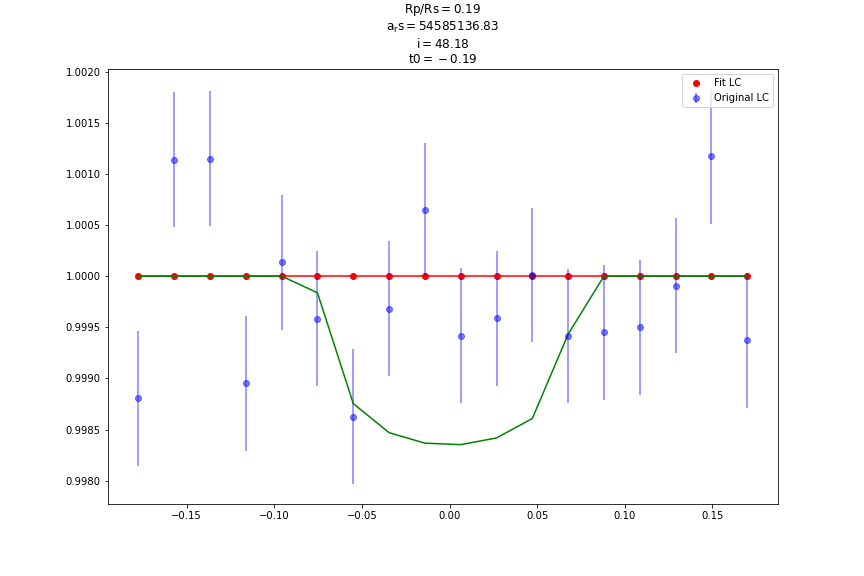 Rp/Rs = 0.19
aᵣs = 54585136.83
i = 48.18
t0 = −0.19
1.0020
1.0015
1.0010
1.0005
1.0000
0.9995
0.9990
0.9985
0.9980
Fit LC
Original LC
−0.15
−0.10
−0.05
0.00
0.05
0.10
0.15